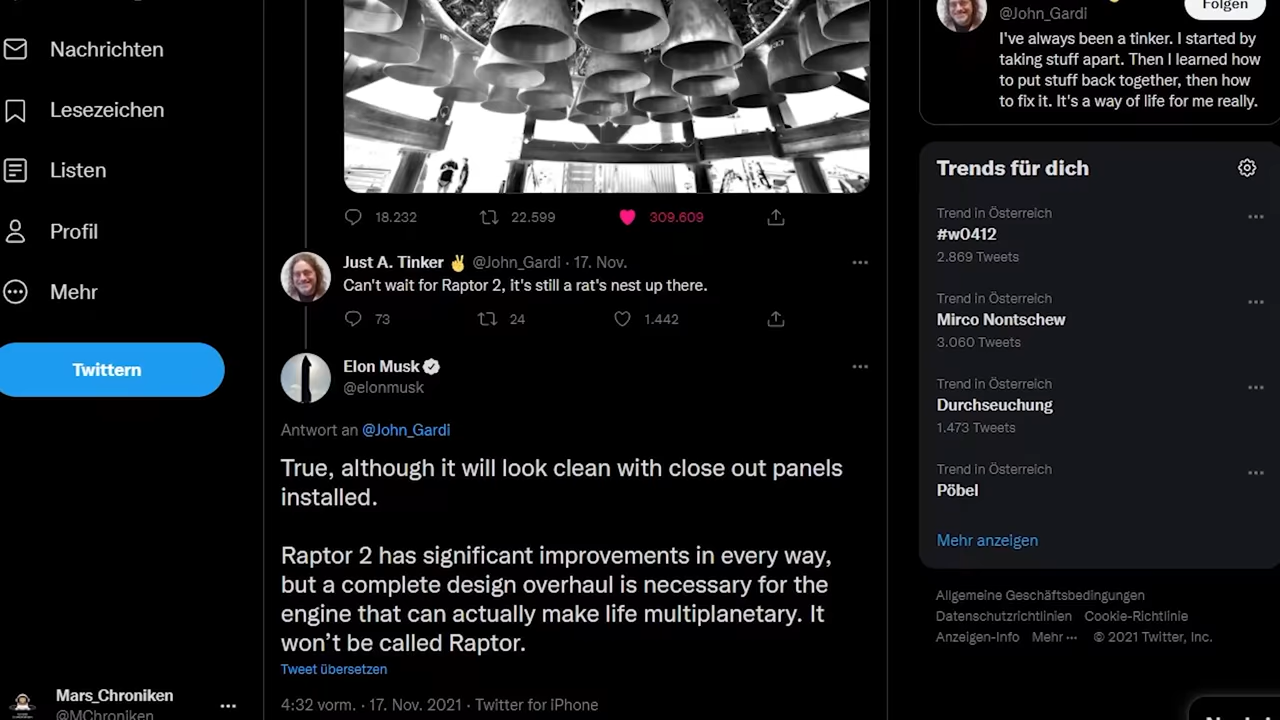 Nachrichten
Lesezeichen
Listen
Profil
Mehr
Twittern
Mars_Chroniken
@MChroniken
18.232 22.599 309.609
Just A. Tinker ✌ @John_Gardi · 17. Nov.
Can't wait for Raptor 2, it's still a rat's nest up there.
73 24 1.442
Elon Musk
@elonmusk
Antwort an @John_Gardi
True, although it will look clean with close out panels
installed.
Raptor 2 has significant improvements in every way,
but a complete design overhaul is necessary for the
engine that can actually make life multiplanetary. It
won't be called Raptor.
Tweet übersetzen
4:32 vorm. · 17. Nov. 2021 · Twitter for iPhone
@John_Gardi
Folgen
I've always been a tinker. I started by
taking stuff apart. Then I learned how
to put stuff back together, then how
to fix it. It's a way of life for me really.
Trends für dich
Trend in Österreich
#w0412
2.869 Tweets
Trend in Österreich
Mirco Nontschew
3.060 Tweets
Trend in Österreich
Durchseuchung
1.473 Tweets
Trend in Österreich
Pöbel
Mehr anzeigen
Allgemeine Geschäftsbedingungen
Datenschutzrichtlinien Cookie-Richtlinie
Anzeigen-Info Mehr ··· © 2021 Twitter, Inc.